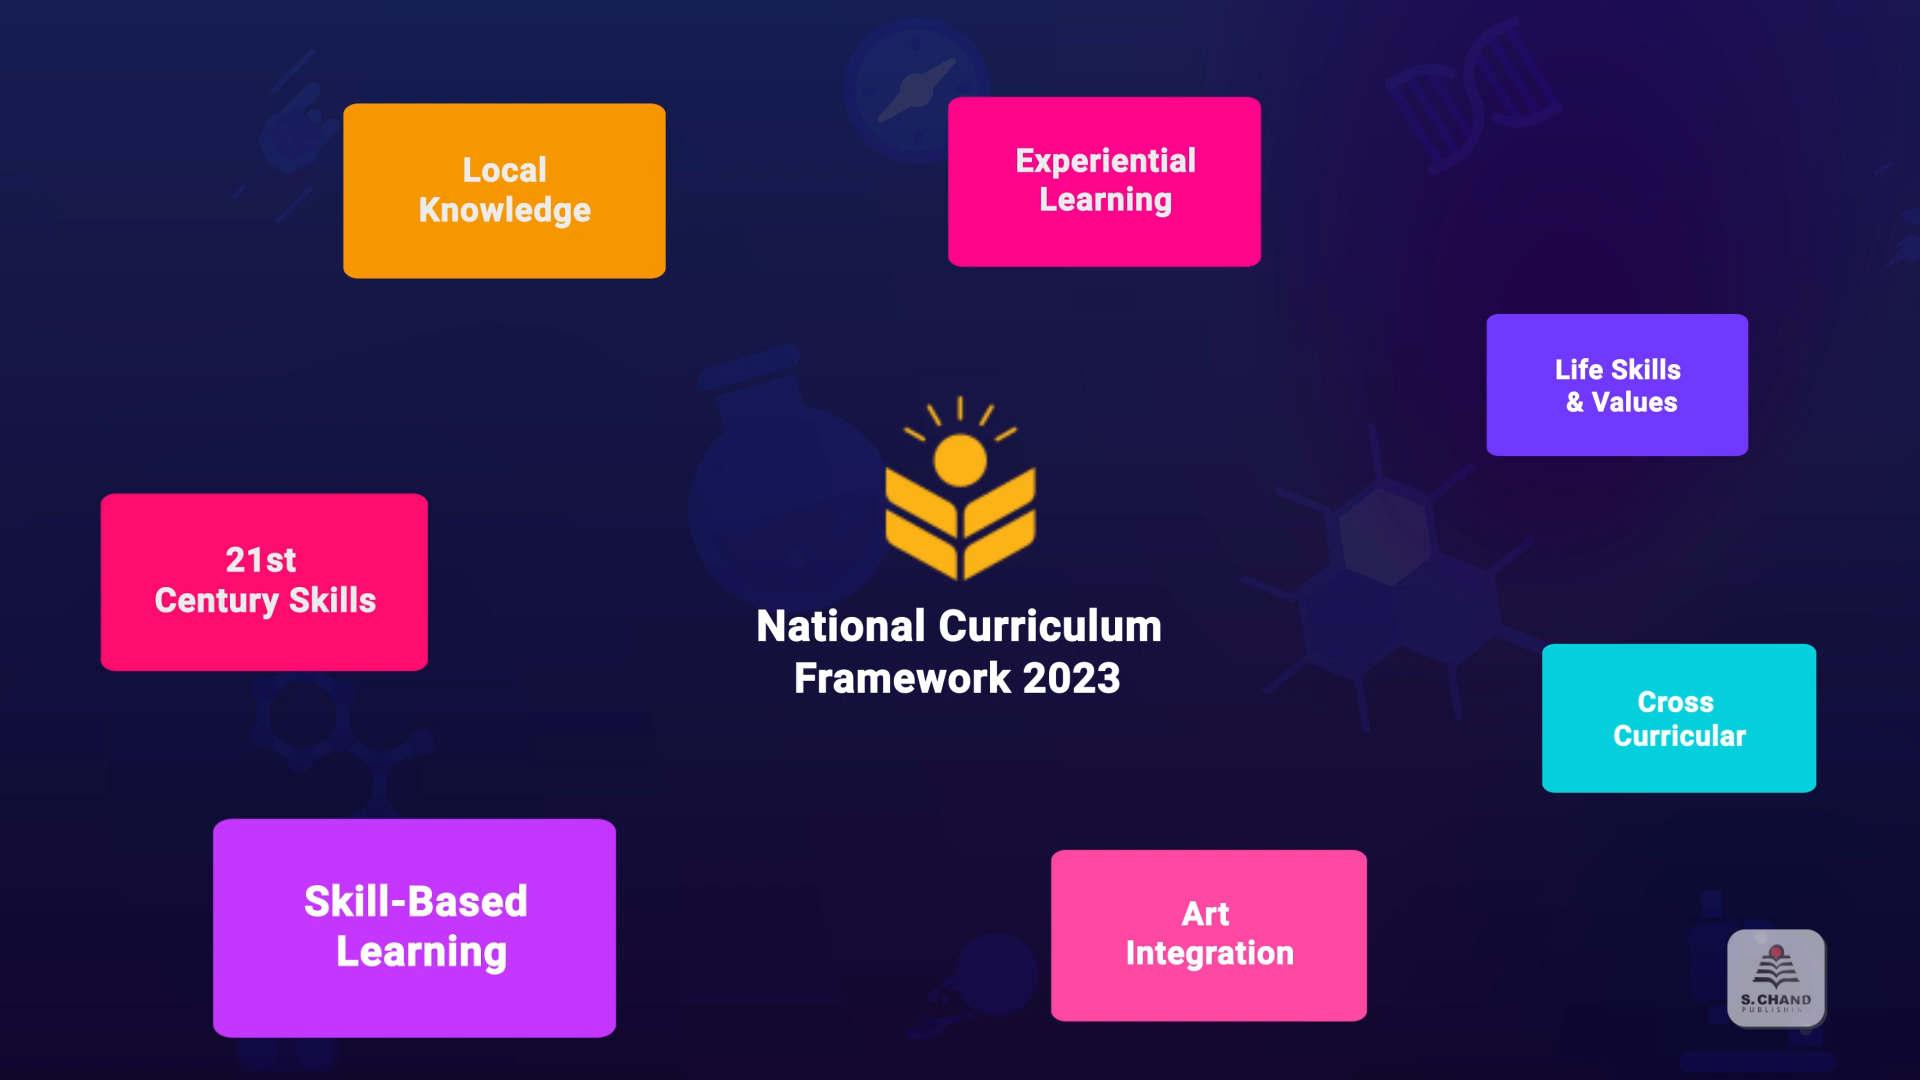 Local
Knowledge
Experiential
Learning
Life Skills
& Values
21st
Century Skills
National Curriculum
Framework 2023
Cross
Curricular
Skill-Based
Learning
Art
Integration
S.CHAND
PUBLISHING